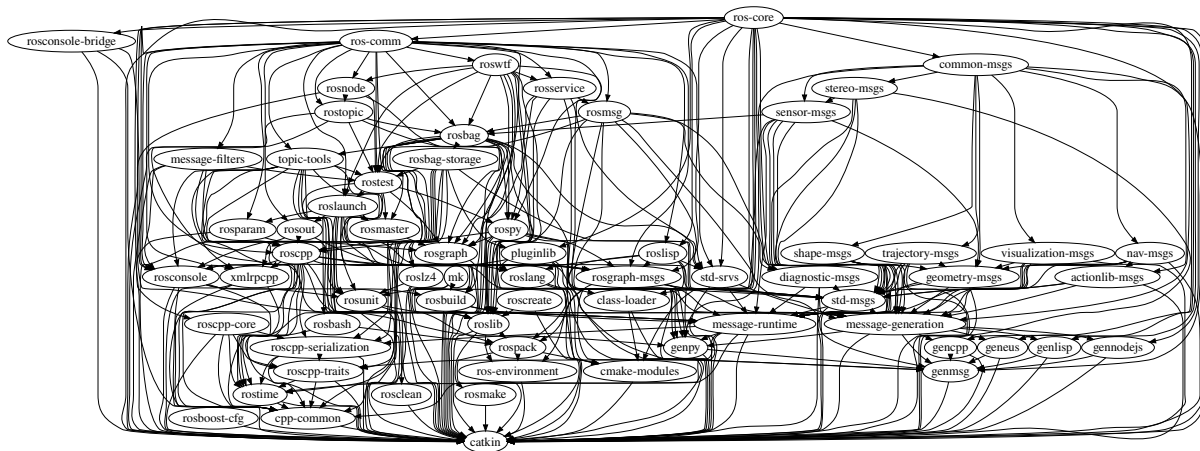 ros-core
rosconsole-bridge
ros-comm
roswtf
common-msgs
rosnode
rosservice
stereo-msgs
rostopic
rosmsg
sensor-msgs
rosbag
message-filters
topic-tools
rosbag-storage
rostest
roslaunch
rosparam
rosout
rosmaster
rospy
roscpp
rosgraph
pluginlib
roslisp
shape-msgs
trajectory-msgs
visualization-msgs
nav-msgs
rosconsole
xmlrpcpp
roslz4
mk
roslang
rosgraph-msgs
std-srvs
diagnostic-msgs
geometry-msgs
actionlib-msgs
rosunit
rosbuild
roscreate
class-loader
std-msgs
roscpp-core
rosbash
roslib
message-runtime
message-generation
roscpp-serialization
rospack
genpy
gencpp
geneus
genlisp
gennodejs
roscpp-traits
ros-environment
cmake-modules
genmsg
rostime
rosclean
rosmake
rosboost-cfg
cpp-common
catkin